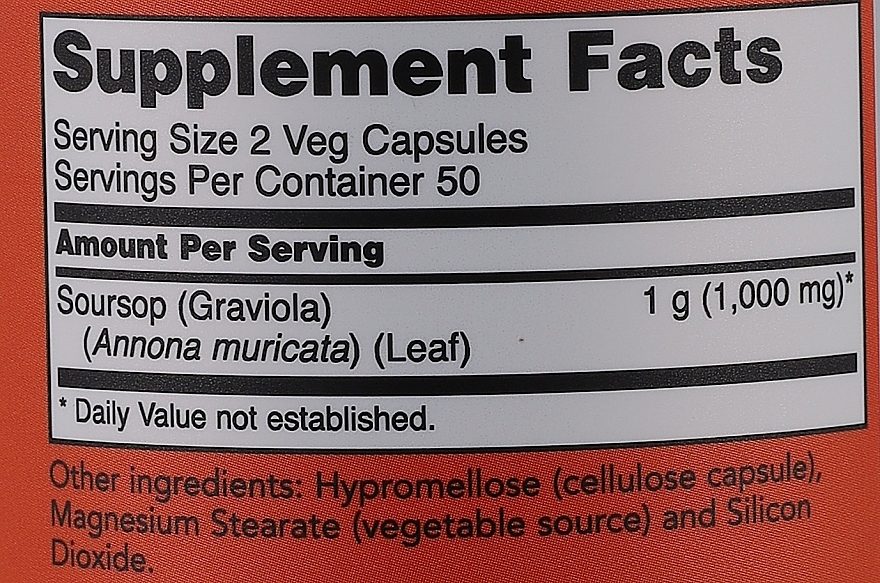 Supplement Facts
Serving Size 2 Veg Capsules
Servings Per Container 50
Amount Per Serving
Soursop (Graviola) 1 g (1,000 mg)*
(Annona muricata) (Leaf)
* Daily Value not established.
Other ingredients: Hypromellose (cellulose capsule),
Magnesium Stearate (vegetable source) and Silicon
Dioxide.